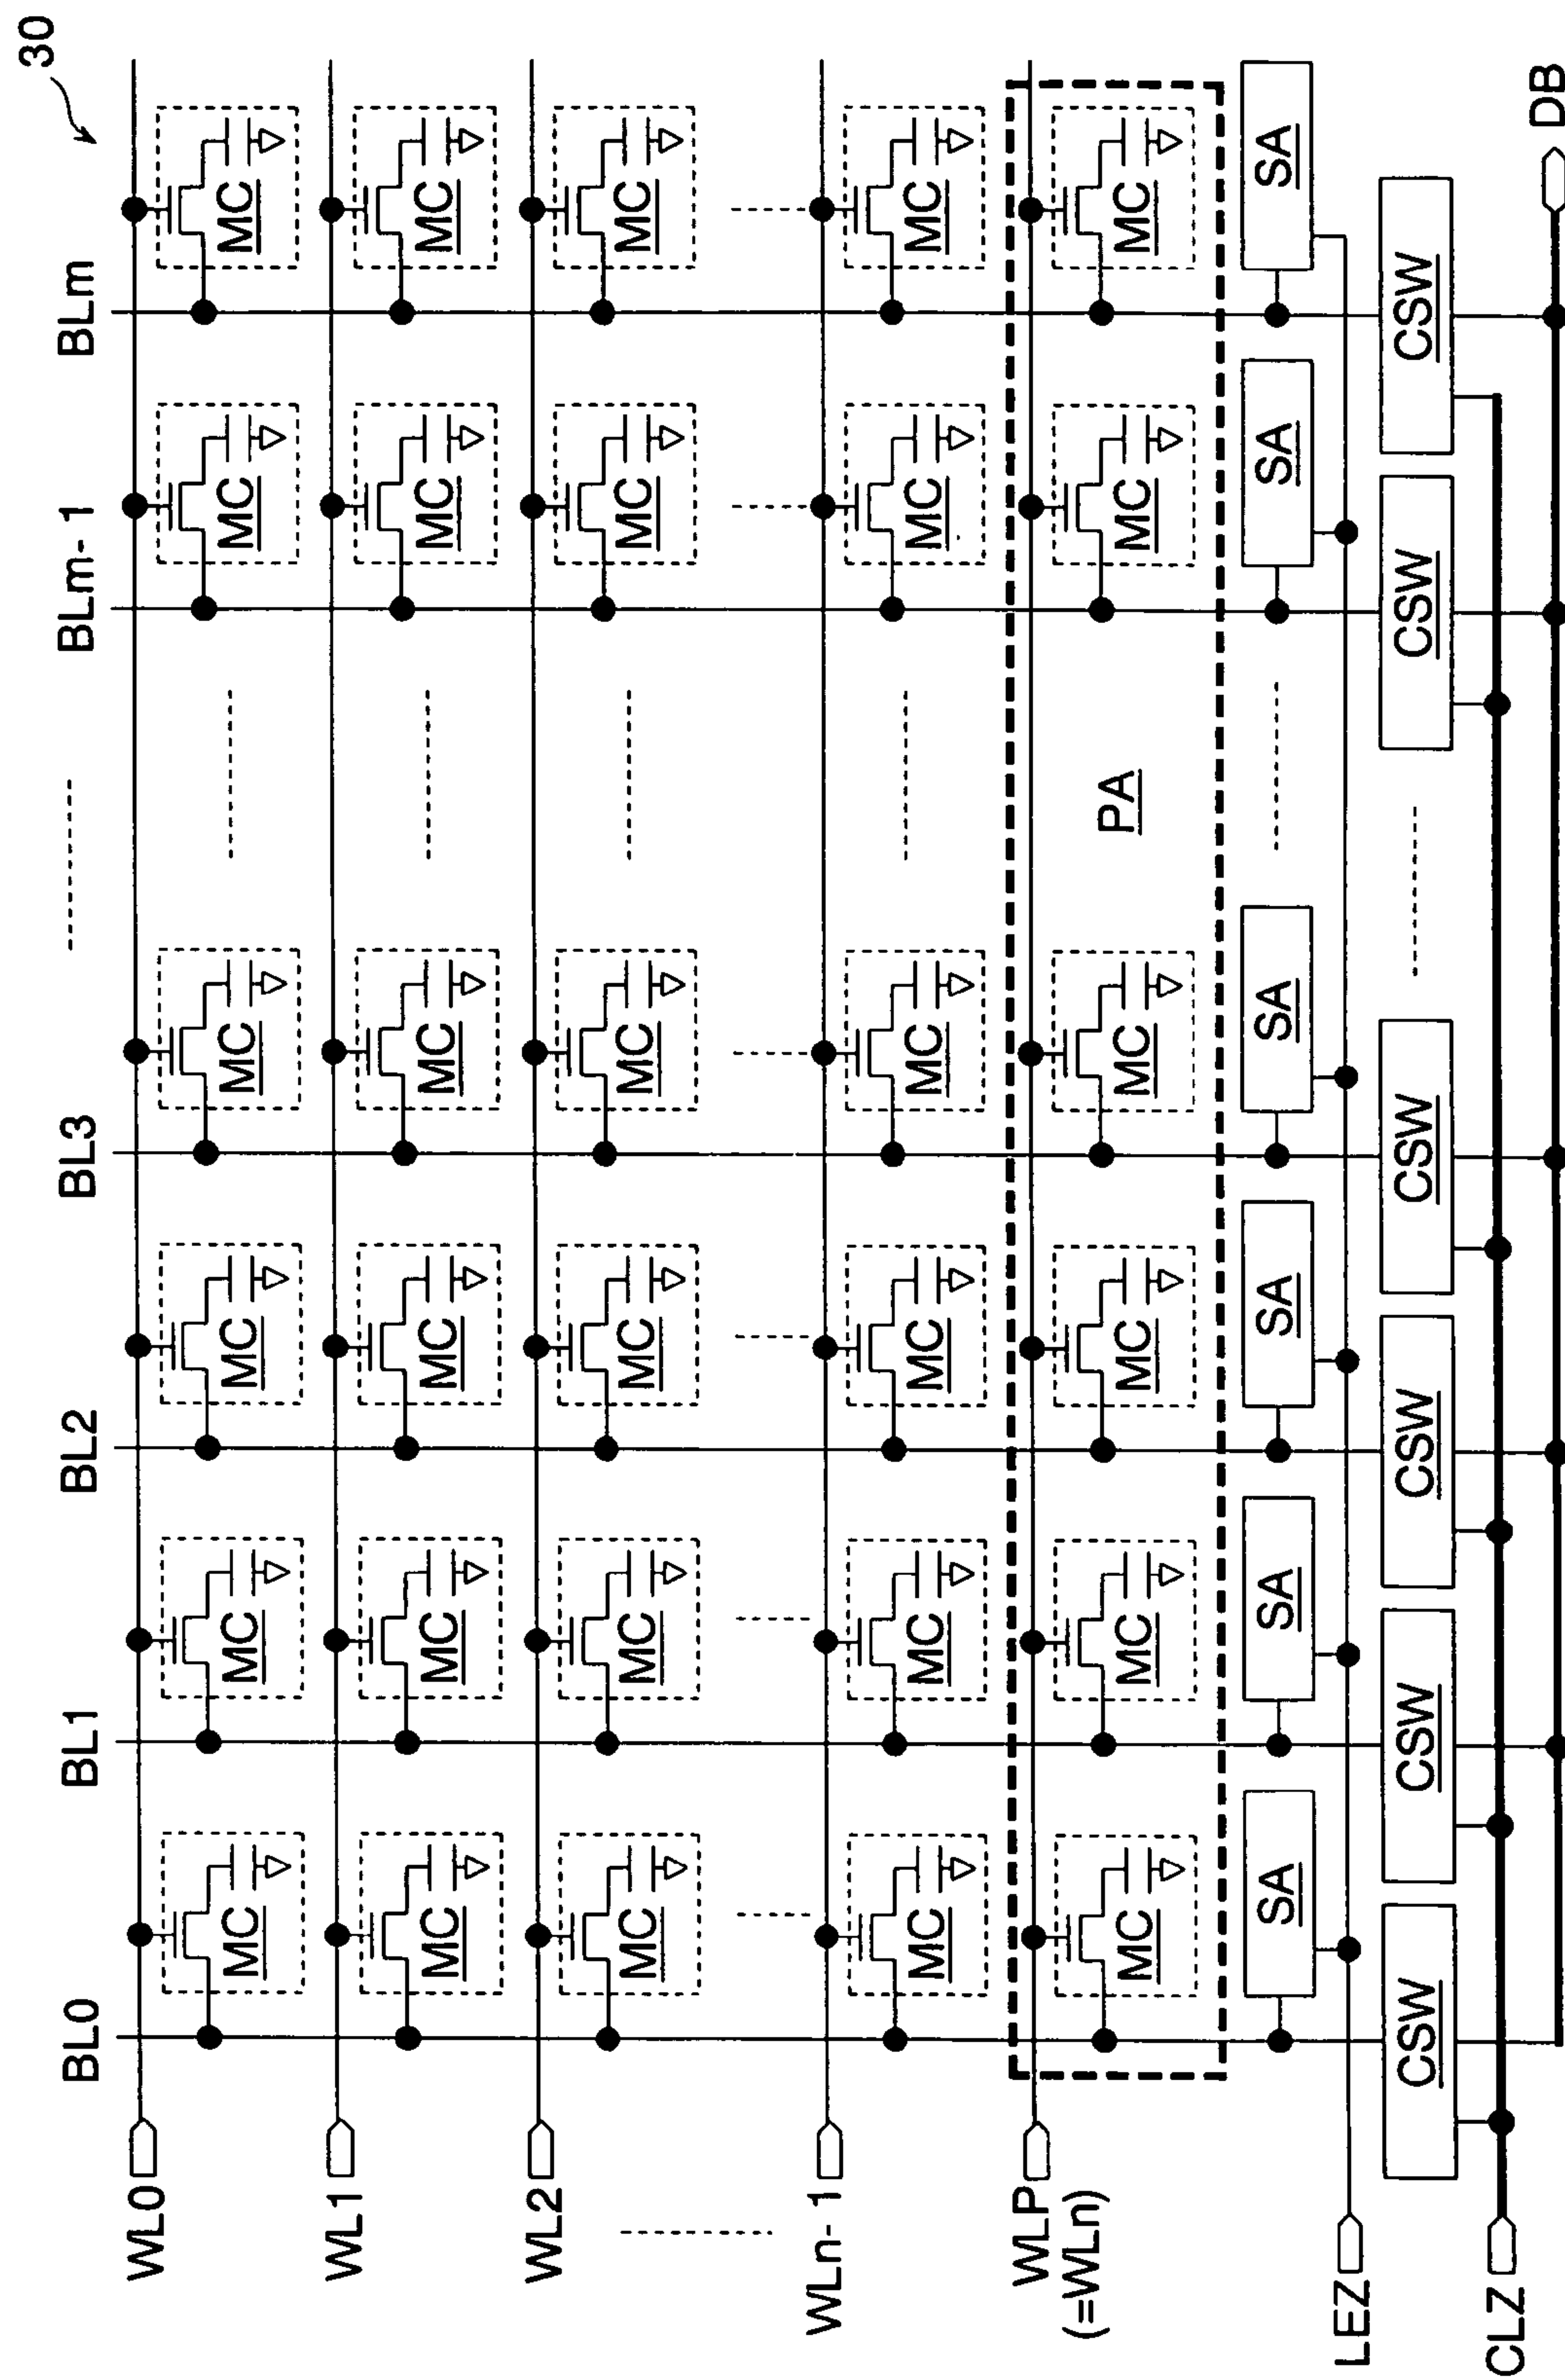 30
BL0 BL1 BL2 BL3 BLm-1 BLm
WL0
MC MC MC MC MC MC
WL1
MC MC MC MC MC MC
WL2
MC MC MC MC MC MC
WLn-1
MC MC MC MC MC MC
WLP
(=WLn)
MC MC MC MC PA MC MC
SA SA SA SA SA SA
LEZ
CSW CSW CSW CSW CSW CSW
CLZ
DB